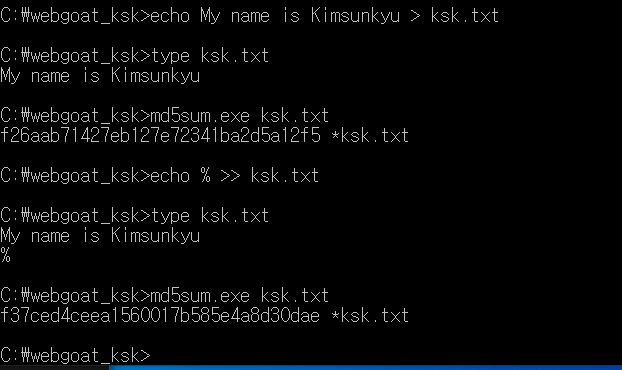 C:₩webgoat_ksk>echo My name is Kimsunkyu > ksk.txt
C:₩webgoat_ksk>type ksk.txt
My name is Kimsunkyu
C:₩webgoat_ksk>md5sum.exe ksk.txt
f26aab71427eb127e72341ba2d5a12f5 *ksk.txt
C:₩webgoat_ksk>echo % >> ksk.txt
C:₩webgoat_ksk>type ksk.txt
My name is Kimsunkyu
%
C:₩webgoat_ksk>md5sum.exe ksk.txt
f37ced4ceea1560017b585e4a8d30dae *ksk.txt
C:₩webgoat_ksk>